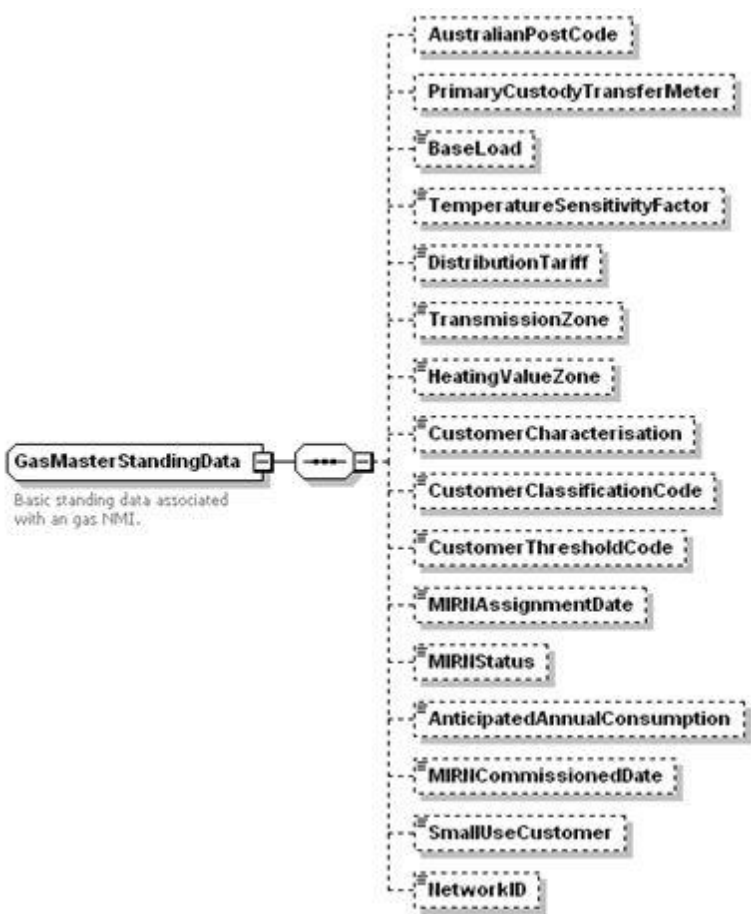 AustralianPostCode
PrimaryCustodyTransferMeter
BaseLoad
TemperatureSensitivityFactor
DistributionTariff
TransmissionZone
HeatingValueZone
CustomerCharacterisation
GasMasterStandingData
Basic standing data associated
with an gas NMI.
CustomerClassificationCode
CustomerThresholdCode
MIRNAssignmentDate
MIRNStatus
AnticipatedAnnualConsumption
MIRNCommissionedDate
SmallUseCustomer
NetworkID